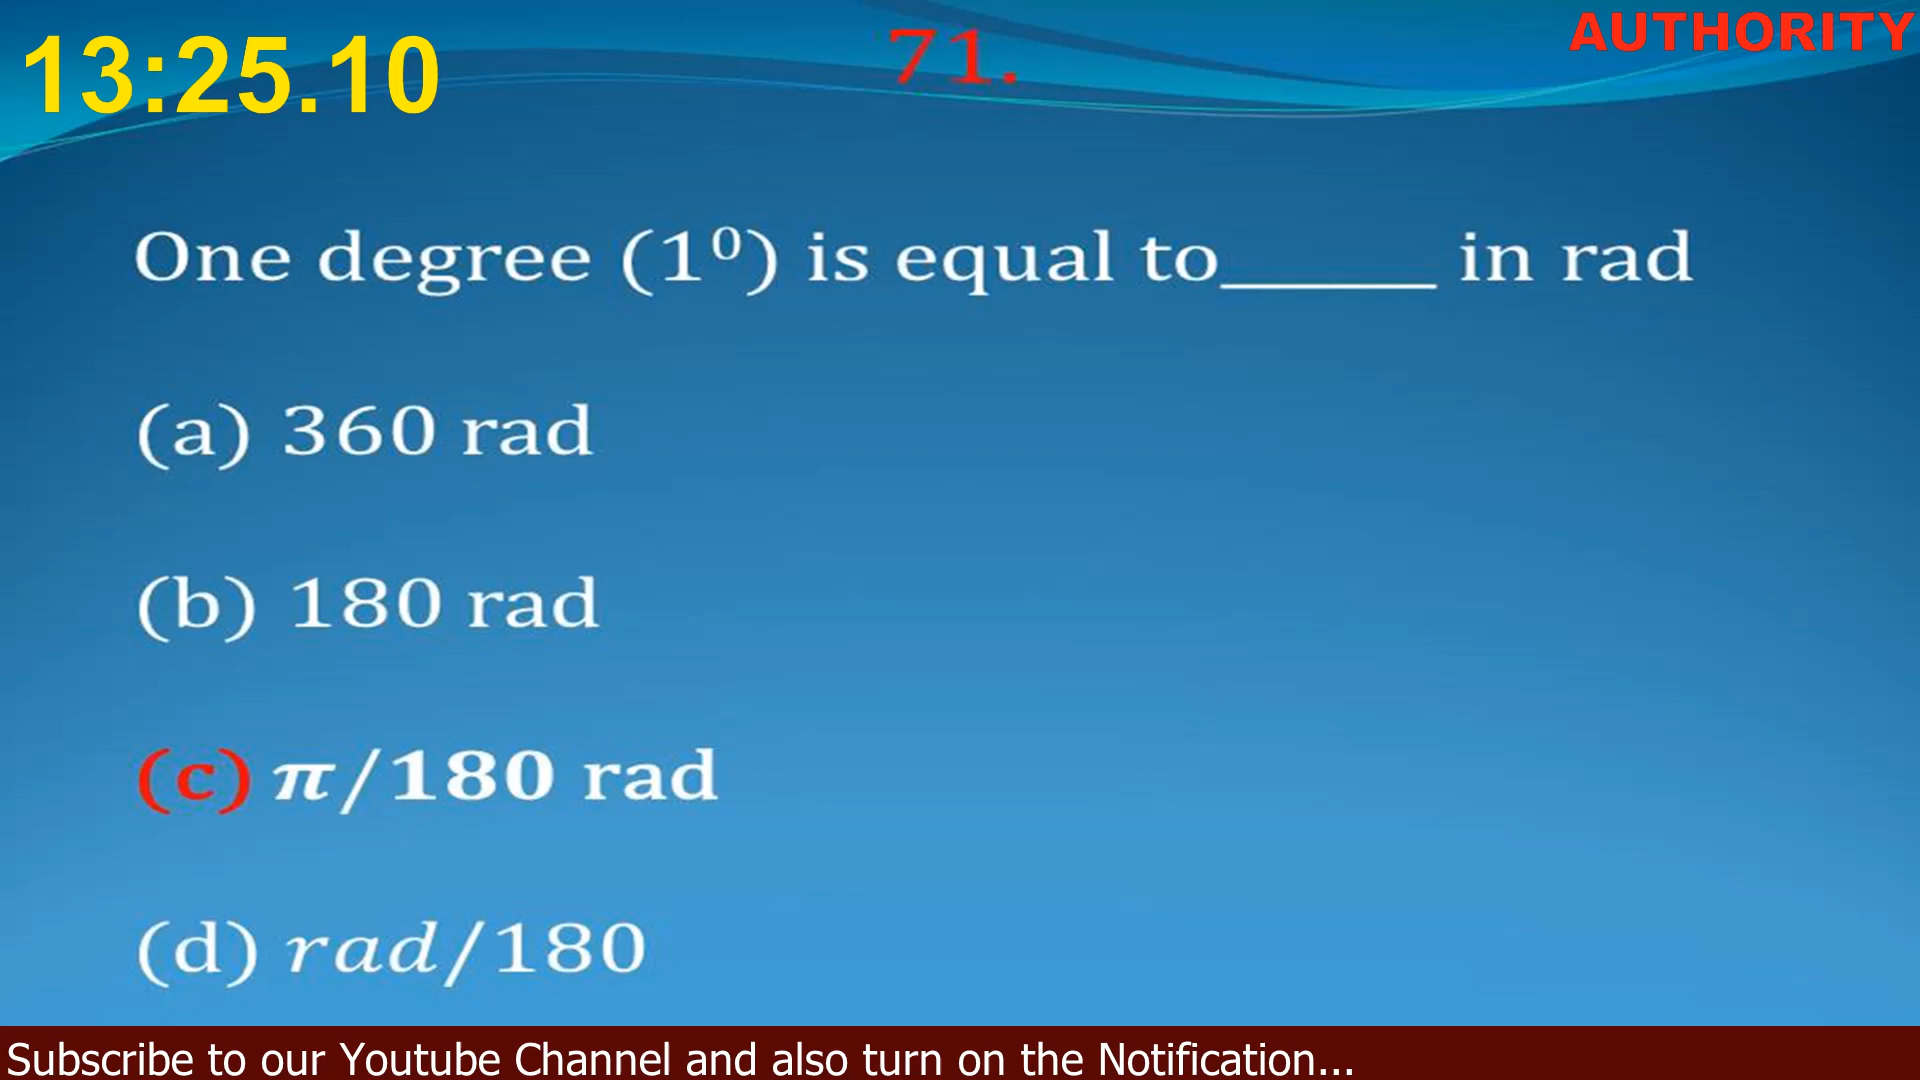 13:25.10
71.
AUTHORITY
One degree (1⁰) is equal to_____ in rad
(a) 360 rad
(b) 180 rad
(c) π/180 rad
(d) rad/180
Subscribe to our Youtube Channel and also turn on the Notification...